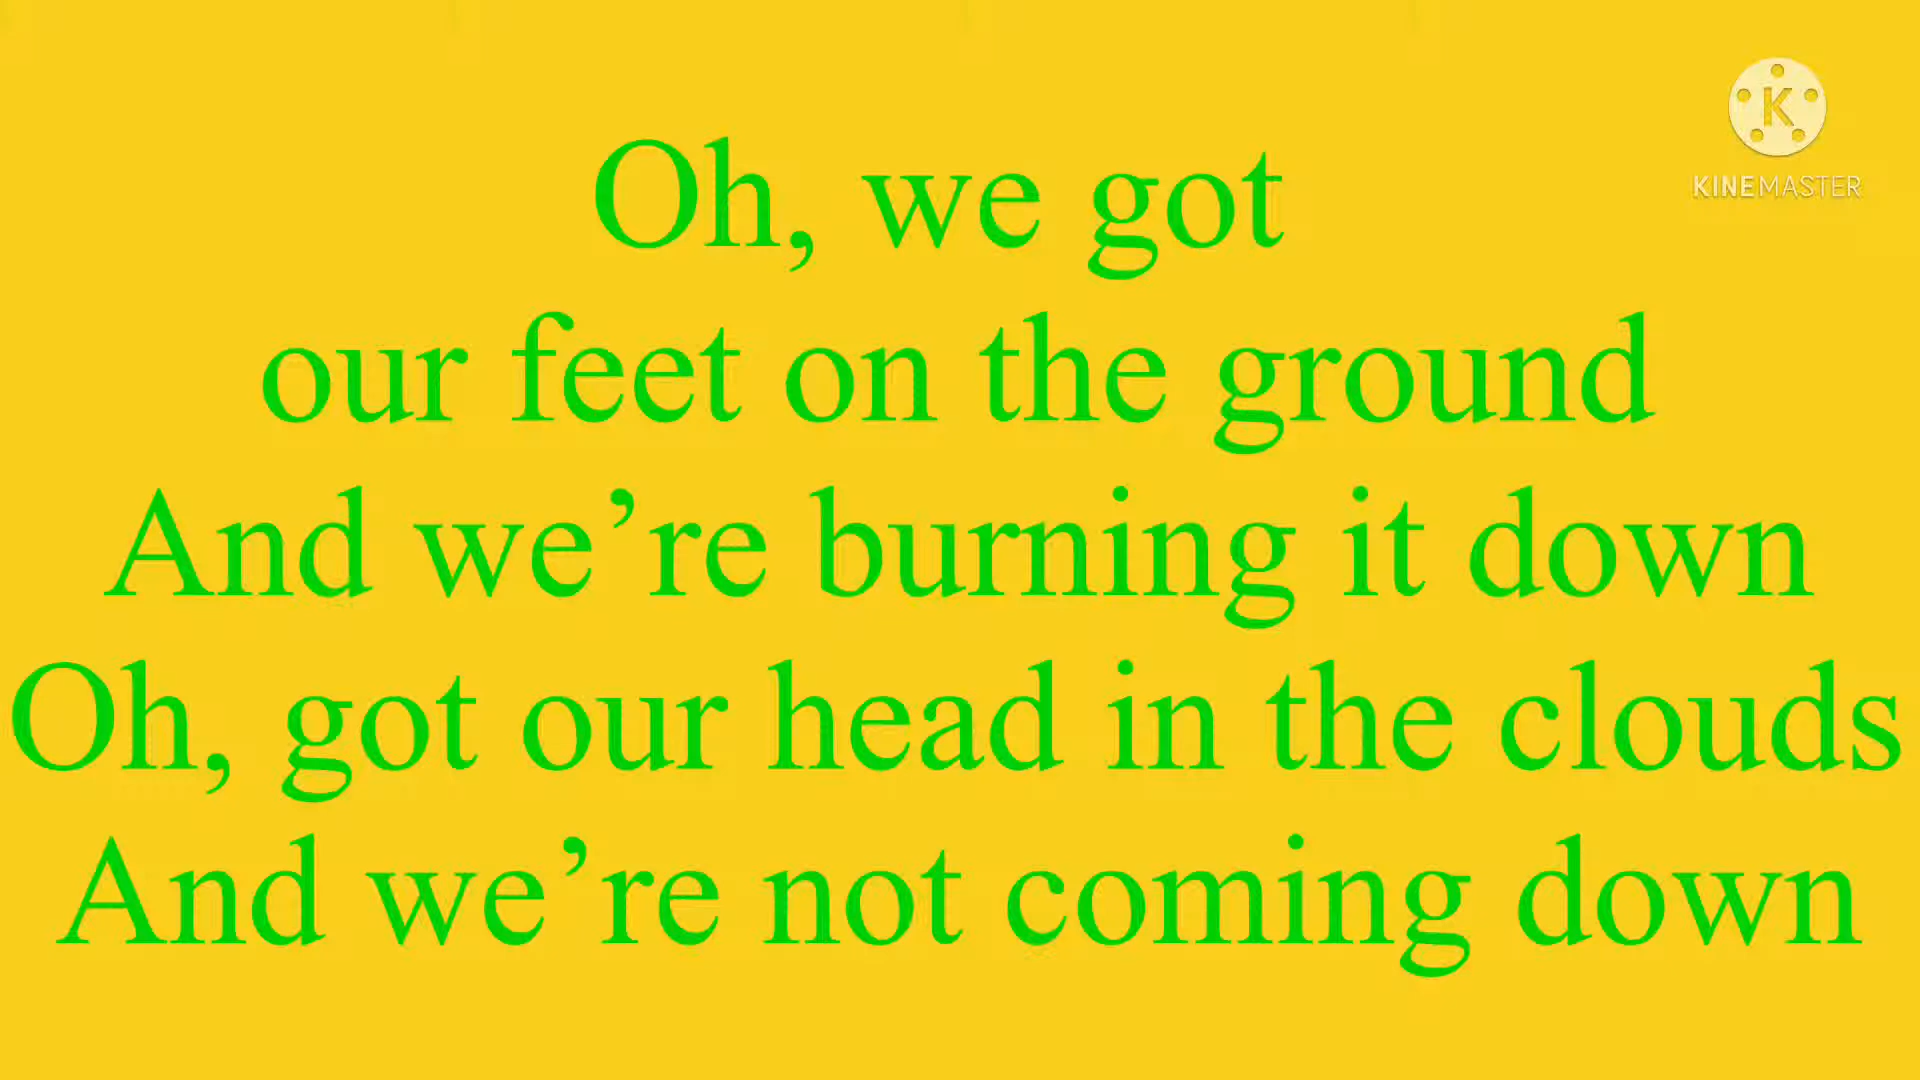 Oh, we got
our feet on the ground
And we’re burning it down
Oh, got our head in the clouds
And we’re not coming down
K
KINEMASTER